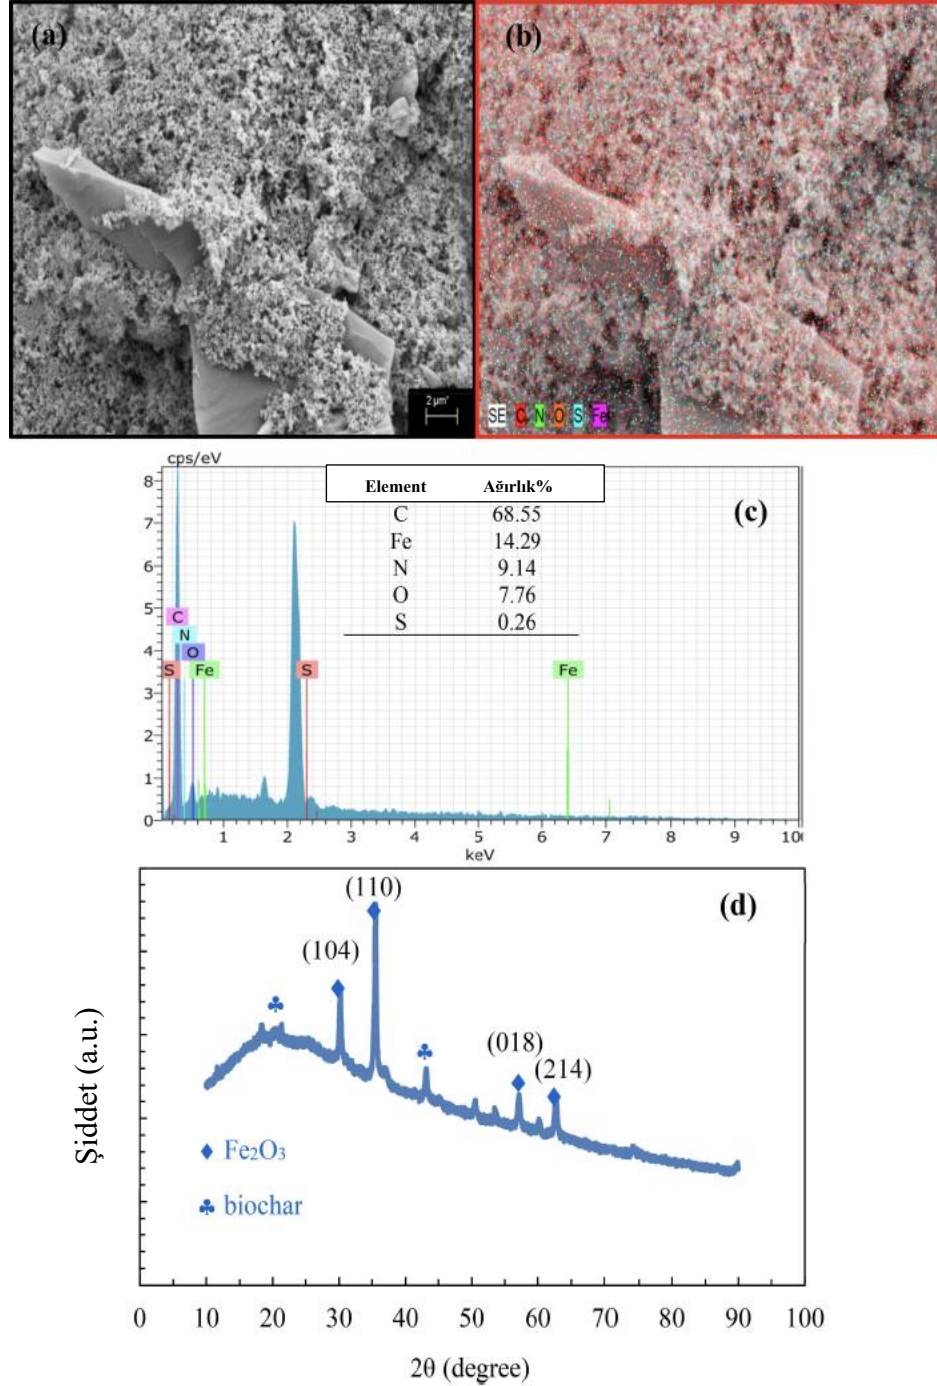 (a)
(b)
2 µm
SE C N O S Fe
cps/eV
(c)
Element Ağırlık%
C 68.55
Fe 14.29
N 9.14
O 7.76
S 0.26
8
7
6
5
4
3
2
1
0
C
N
O
S Fe S Fe
1 2 3 4 5 6 7 8 9 10
keV
(d)
(110)
(104)
(018)
(214)
Şiddet (a.u.)
♦ Fe₂O₃
♣ biochar
0 10 20 30 40 50 60 70 80 90 100
2θ (degree)